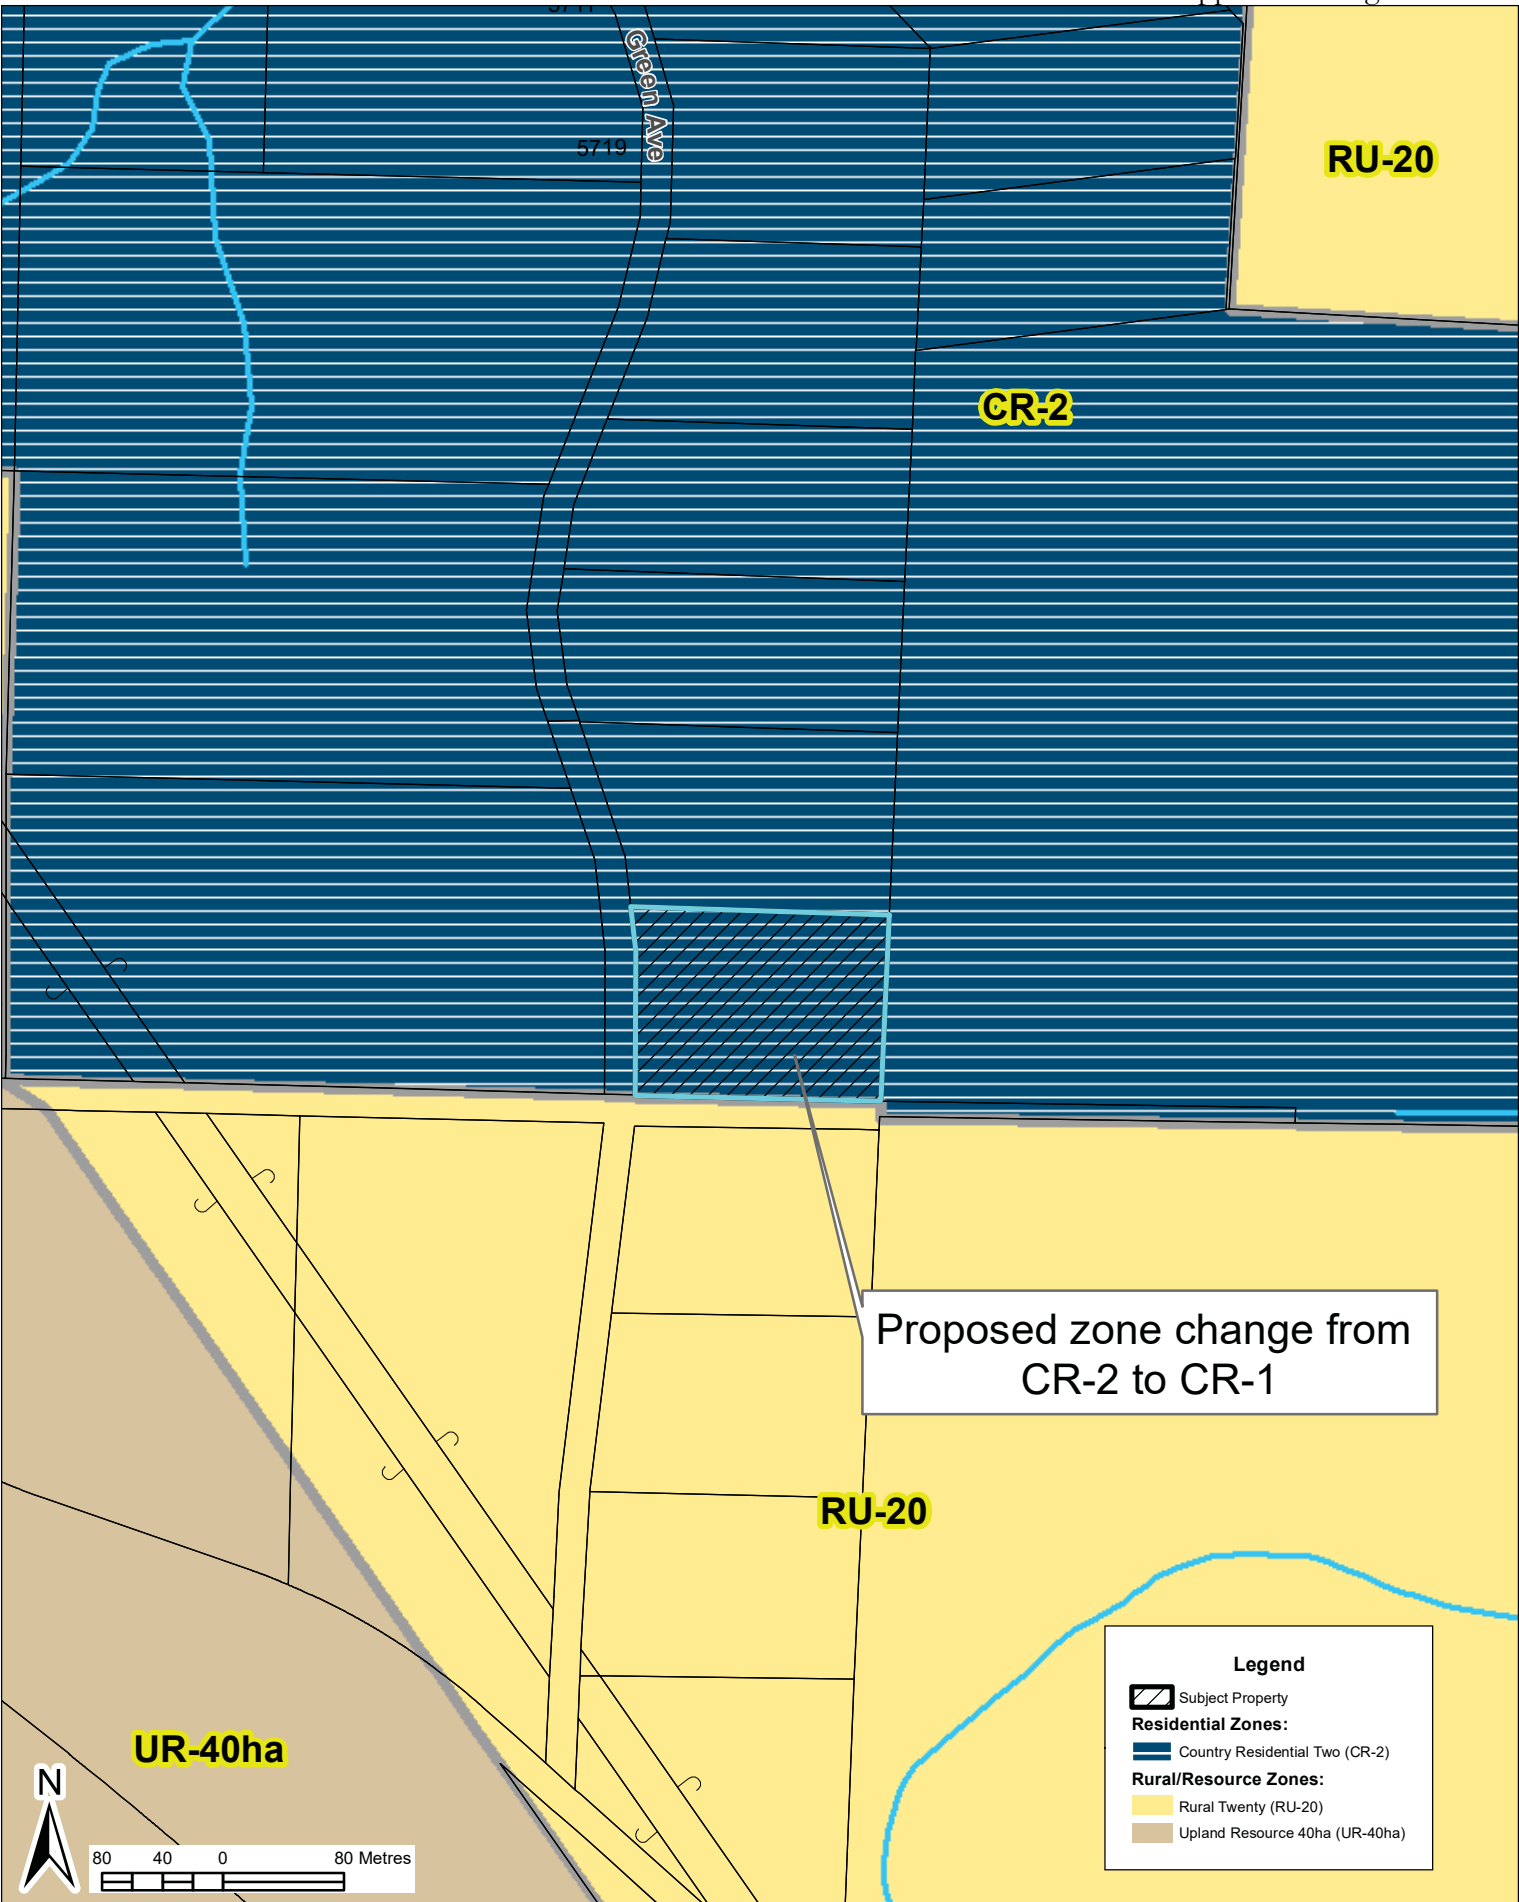 Green Ave
5719
RU-20
CR-2
Proposed zone change from
CR-2 to CR-1
RU-20
UR-40ha
N
80 40 0 80 Metres
Legend
Subject Property
Residential Zones:
Country Residential Two (CR-2)
Rural/Resource Zones:
Rural Twenty (RU-20)
Upland Resource 40ha (UR-40ha)